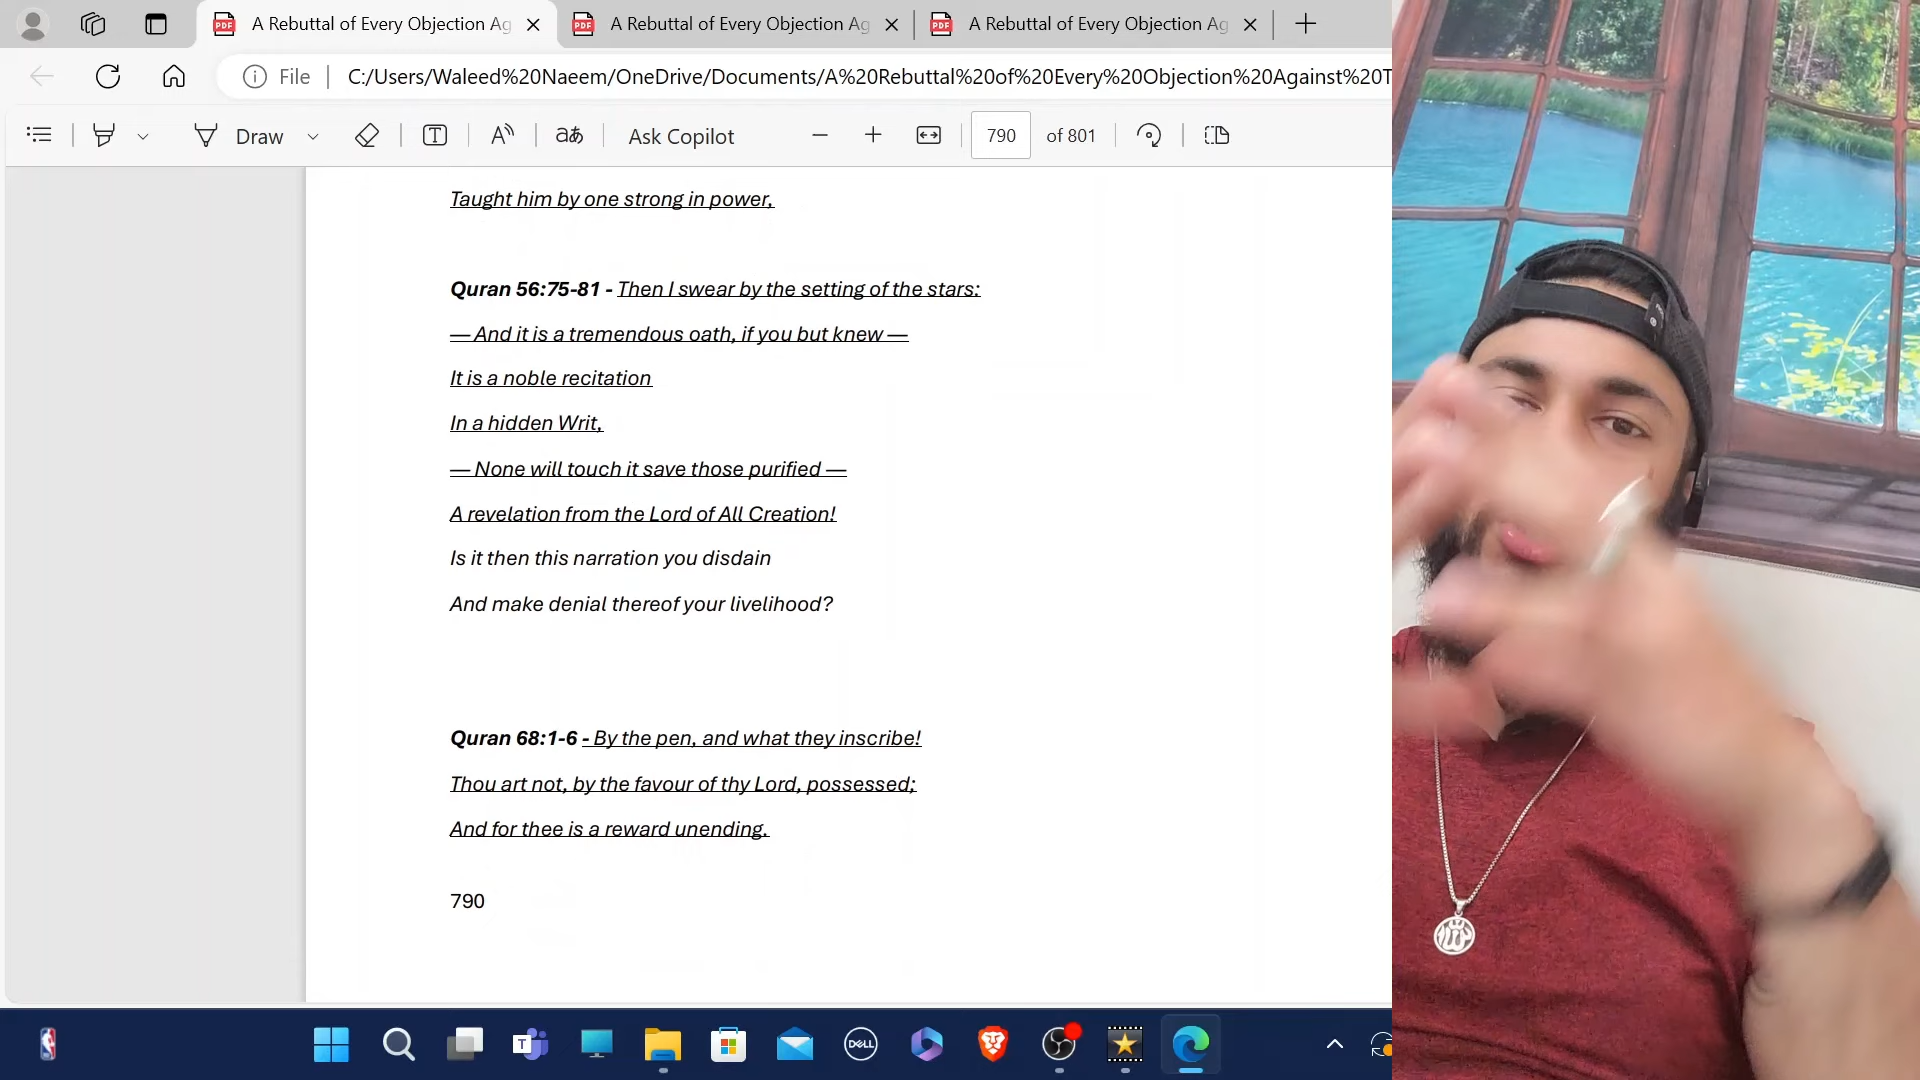 A Rebuttal of Every Objection Ag
A Rebuttal of Every Objection Ag
A Rebuttal of Every Objection Ag
File
C:/Users/Waleed%20Naeem/OneDrive/Documents/A%20Rebuttal%20of%20Every%20Objection%20Against%20T
Draw
Ask Copilot
790 of 801
Taught him by one strong in power,
Quran 56:75-81 - Then I swear by the setting of the stars:
— And it is a tremendous oath, if you but knew —
It is a noble recitation
In a hidden Writ,
— None will touch it save those purified —
A revelation from the Lord of All Creation!
Is it then this narration you disdain
And make denial thereof your livelihood?
Quran 68:1-6 - By the pen, and what they inscribe!
Thou art not, by the favour of thy Lord, possessed;
And for thee is a reward unending.
790
DELL